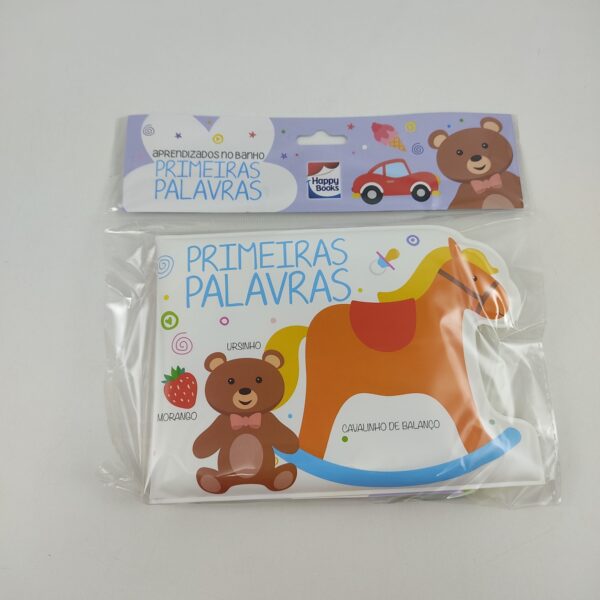 APRENDIZADOS NO BANHO
PRIMEIRAS
PALAVRAS
Happy
Books
PRIMEIRAS
PALAVRAS
URSINHO
MORANGO
CAVALINHO DE BALANÇO